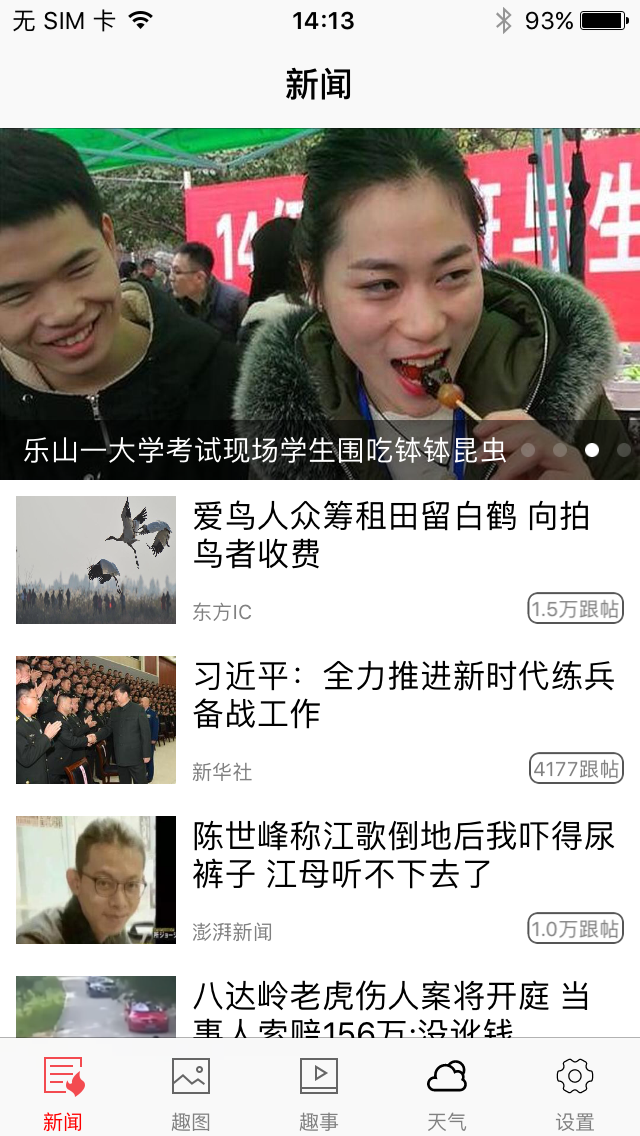 无 SIM 卡 14:13 93%
新闻
14
班与生
乐山一大学考试现场学生围吃钵钵昆虫
爱鸟人众筹租田留白鹤 向拍
鸟者收费
东方IC 1.5万跟帖
习近平：全力推进新时代练兵
备战工作
新华社 4177跟帖
陈世峰称江歌倒地后我吓得尿
裤子 江母听不下去了
澎湃新闻 1.0万跟帖
八达岭老虎伤人案将开庭 当
事人索赔156万:没讹钱
新闻 趣图 趣事 天气 设置